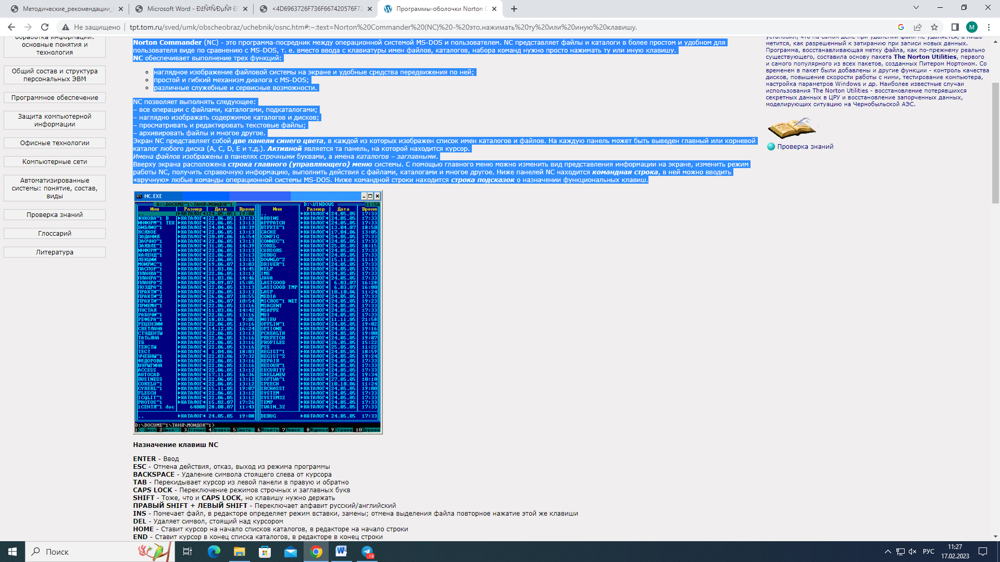 Методические_рекомендации_
Microsoft Word - ÐžÑ‡Ñ⁄ÐµÑ‡ Ð
<4D6963726F736F667420576F72
Программы-оболочки Norton C
Не защищено
tpt.tom.ru/sved/umk/obscheobraz/uchebnik/osnc.htm#:~:text=Norton%20Commander%20(NC)%20-%20это,нажимать%20ту%20или%20иную%20клавишу.
M
обработка информации:
основные понятия и
технология
Общий состав и структура
персональных ЭВМ
Программное обеспечение
Защита компьютерной
информации
Офисные технологии
Компьютерные сети
Автоматизированные
системы: понятие, состав,
виды
Проверка знаний
Глоссарий
Литература
Norton Commander (NC) - это программа-посредник между операционной системой MS-DOS и пользователем. NC представляет файлы и каталоги в более простом и удобном для
пользователя виде по сравнению с MS-DOS, т. е. вместо ввода с клавиатуры имен файлов, каталогов, набора команд нужно просто нажимать ту или иную клавишу.
NC обеспечивает выполнение трех функций:
наглядное изображение файловой системы на экране и удобные средства передвижения по ней;
простой и гибкий механизм диалога с MS-DOS;
различные служебные и сервисные возможности.
NC позволяет выполнять следующее:
– все операции с файлами, каталогами, подкаталогами;
– наглядно изображать содержимое каталогов и дисков;
– просматривать и редактировать текстовые файлы;
– архивировать файлы и многое другое.
Экран NC представляет собой две панели синего цвета, в каждой из которых изображен список имен каталогов и файлов. На каждую панель может быть выведен главный или корневой
каталог любого диска (A, C, D, E и т.д.). Активной является та панель, на которой находится курсор.
Имена файлов изображены в панелях строчными буквами, а имена каталогов – заглавными.
Вверху экрана расположена строка главного (управляющего) меню системы. С помощью главного меню можно изменить вид представления информации на экране, изменить режим
работы NC, получить справочную информацию, выполнить действия с файлами, каталогами и многое другое. Ниже панелей NC находится командная строка, в ней можно вводить
«вручную» любые команды операционной системы MS-DOS. Ниже командной строки находится строка подсказок о назначении функциональных клавиш.
установил, что на самом деле при удалении файл не удаляется, а лишь
метится, как разрешенный к затиранию при записи новых данных.
Программа, восстанавливающая метку файла, как по-прежнему реально
существующего, составила основу пакета The Norton Utilities, первого
и самого популярного из всех пакетов, созданных Питером Нортоном. Со
временем в пакет были добавлены и другие функции - контроль качества
дисков, повышение скорости работы с ними, тестирование компьютера,
настройка параметров Windows и др. Наиболее известные случаи
использования The Norton Utilities - восстановление потерявшихся
секретных данных в ЦРУ и восстановление запорченных данных,
моделирующих ситуацию на Чернобыльской АЭС.
Проверка знаний
NC.EXE
D:\DOCUME~1\ТАНЯ\МОИДОК~1 D:\WINDOWS 11:56
Имя Размер Дата Время Имя Размер Дата Время
.. ►КАТАЛОГ◄ 24.05.05 19:08 .. ►КАТАЛОГ◄ 24.05.05 17:33
ЖУКОВА~1 В ►КАТАЛОГ◄ 22.06.05 13:13 ADDINS ►КАТАЛОГ◄ 24.05.05 17:33
ИНФОРМ~1 ТЕХ ►КАТАЛОГ◄ 22.06.05 13:13 APPPATCH ►КАТАЛОГ◄ 24.05.05 17:33
БИБЛИО~1 ►КАТАЛОГ◄ 24.04.06 10:39 BTFXTE~1 ►КАТАЛОГ◄ 13.04.07 18:50
ВСЯКОЕ ►КАТАЛОГ◄ 22.06.05 13:13 CACHE ►КАТАЛОГ◄ 17.04.06 13:05
ЗАДАНИЯ ►КАТАЛОГ◄ 20.09.06 16:54 CONFIG ►КАТАЛОГ◄ 24.05.05 17:33
ЗАОЧНО~1 ►КАТАЛОГ◄ 22.06.05 13:13 CONNEC~1 ►КАТАЛОГ◄ 24.05.05 17:33
ЗАЯВЛЕ~1 ►КАТАЛОГ◄ 31.05.06 14:39 COREL ►КАТАЛОГ◄ 25.05.05 18:15
ИНФОРМ~1 ►КАТАЛОГ◄ 22.06.05 13:13 CURSORS ►КАТАЛОГ◄ 24.05.05 17:33
КАЛЕНД~1 ►КАТАЛОГ◄ 22.06.05 13:13 DEBUG ►КАТАЛОГ◄ 24.05.05 17:33
ЛЕКЦИИ ►КАТАЛОГ◄ 22.06.05 13:13 DOWNLO~2 ►КАТАЛОГ◄ 15.11.05 11:13
МОИРИС~1 ►КАТАЛОГ◄ 19.06.07 13:03 DRIVER~1 ►КАТАЛОГ◄ 24.05.05 17:33
ПАСПОР~1 ►КАТАЛОГ◄ 11.03.06 14:45 HELP ►КАТАЛОГ◄ 24.05.05 17:33
ПЛАНКА~1 ►КАТАЛОГ◄ 22.06.05 13:13 IME ►КАТАЛОГ◄ 24.05.05 17:33
ПЛАНРА~1 ►КАТАЛОГ◄ 11.03.06 14:46 JAVA ►КАТАЛОГ◄ 24.05.05 17:33
ПЛАНРА~2 ►КАТАЛОГ◄ 20.09.07 15:05 LASTGOOD ►КАТАЛОГ◄ 6.03.07 16:28
ПОЗДРА~1 ►КАТАЛОГ◄ 22.06.05 13:13 LASTGOOD TMP ►КАТАЛОГ◄ 6.03.07 16:00
ПРАКТИ~1 ►КАТАЛОГ◄ 22.06.05 13:13 LHSP ►КАТАЛОГ◄ 10.10.06 11:24
ПРАКТИ~2 ►КАТАЛОГ◄ 26.06.07 10:55 MEDIA ►КАТАЛОГ◄ 24.05.05 17:33
ПРАКТИ~3 ►КАТАЛОГ◄ 26.06.07 10:54 MICROS~1 NET ►КАТАЛОГ◄ 24.05.05 19:23
ПРИЕМН~1 ►КАТАЛОГ◄ 22.06.05 13:16 MSAGENT ►КАТАЛОГ◄ 24.05.05 17:33
ПУСТАЯ ►КАТАЛОГ◄ 11.03.06 14:42 MSAPPS ►КАТАЛОГ◄ 24.05.05 17:33
РАБОЧИ~1 ►КАТАЛОГ◄ 22.06.05 13:16 MUI ►КАТАЛОГ◄ 24.05.05 17:33
РЕФЕРА~1 ►КАТАЛОГ◄ 18.03.06 9:05 NVIEW ►КАТАЛОГ◄ 11.11.05 21:58
РЕЦЕНЗИИ ►КАТАЛОГ◄ 22.06.05 13:16 OFFLIN~1 ►КАТАЛОГ◄ 24.05.05 19:02
СВЕТЛАНА ►КАТАЛОГ◄ 14.12.05 16:24 OPTIONS ►КАТАЛОГ◄ 24.05.05 19:16
СТУДЕНТЫ ►КАТАЛОГ◄ 22.06.05 13:13 PCHEALTH ►КАТАЛОГ◄ 24.05.05 19:00
ТАТЬЯНА ►КАТАЛОГ◄ 22.06.05 13:16 PREFETCH ►КАТАЛОГ◄ 24.05.05 19:07
ТБ ►КАТАЛОГ◄ 22.06.05 13:16 PROFILES ►КАТАЛОГ◄ 26.05.05 15:22
ТЕКСТЫ ►КАТАЛОГ◄ 22.06.05 13:16 PSS ►КАТАЛОГ◄ 25.05.05 11:22
ТЕСТ ►КАТАЛОГ◄ 1.04.06 18:03 REGIST~1 ►КАТАЛОГ◄ 24.05.05 18:59
УЧЕБНЫ~1 ►КАТАЛОГ◄ 22.03.06 17:32 REGIST~2 ►КАТАЛОГ◄ 24.05.05 19:24
ФЕДОРОВА ►КАТАЛОГ◄ 22.06.05 13:16 REPAIR ►КАТАЛОГ◄ 24.05.05 17:33
ШУРЫГИНА ►КАТАЛОГ◄ 22.06.05 13:16 RESOUR~1 ►КАТАЛОГ◄ 24.05.05 17:33
ACCESS ►КАТАЛОГ◄ 22.06.05 13:12 SECURITY ►КАТАЛОГ◄ 24.05.05 17:33
AUTOCAD ►КАТАЛОГ◄ 17.11.05 16:36 SHELLNEW ►КАТАЛОГ◄ 24.05.05 19:34
BUSINESS ►КАТАЛОГ◄ 22.06.05 13:12 SOFTWA~1 ►КАТАЛОГ◄ 27.05.05 10:10
CORELU~1 ►КАТАЛОГ◄ 22.06.05 13:12 SPEECH ►КАТАЛОГ◄ 10.10.06 11:24
CYBERL~1 ►КАТАЛОГ◄ 15.11.05 19:07 SRCHASST ►КАТАЛОГ◄ 24.05.05 19:00
FLESCH ►КАТАЛОГ◄ 22.06.05 13:12 SYSTEM ►КАТАЛОГ◄ 24.05.05 17:33
ICQLIT~1 ►КАТАЛОГ◄ 22.06.05 13:12 SYSTEM32 ►КАТАЛОГ◄ 24.05.05 17:33
PHOTOS~1 ►КАТАЛОГ◄ 15.02.07 17:26 TEMP ►КАТАЛОГ◄ 24.05.05 17:33
1СЕНТЯ~1 doc 64000 28.08.07 11:43 TWAIN_32 ►КАТАЛОГ◄ 24.05.05 17:33
.. ►КАТАЛОГ◄ 24.05.05 19:08 DEBUG ►КАТАЛОГ◄ 24.05.05 17:33
D:\DOCUME~1\ТАНЯ\МОИДОК~1>
1<-Диск 2Диск-> 3Чтение 4Правка 5Сжать 6Изъять 7Поиск 8Журнал 9Строки 10Дерево
Назначение клавиш NC
ENTER - Ввод
ESC - Отмена действия, отказ, выход из режима программы
BACKSPACE - Удаление символа стоящего слева от курсора
TAB - Перекидывает курсор из левой панели в правую и обратно
CAPS LOCK - Переключение режимов строчных и заглавных букв
SHIFT - Тоже, что и CAPS LOCK, но клавишу нужно держать
ПРАВЫЙ SHIFT + ЛЕВЫЙ SHIFT - Переключает алфавит русский/английский
INS - Помечает файл, в редакторе определяет режим вставки, замены; отмена выделения файла повторное нажатие этой же клавиши
DEL - Удаляет символ, стоящий над курсором
HOME - Ставит курсор на начало списков каталогов, в редакторе на начало строки
END - Ставит курсор в конец списка каталогов, в редакторе в конец строки
Поиск
..19
РУС
11:27
17.02.2023